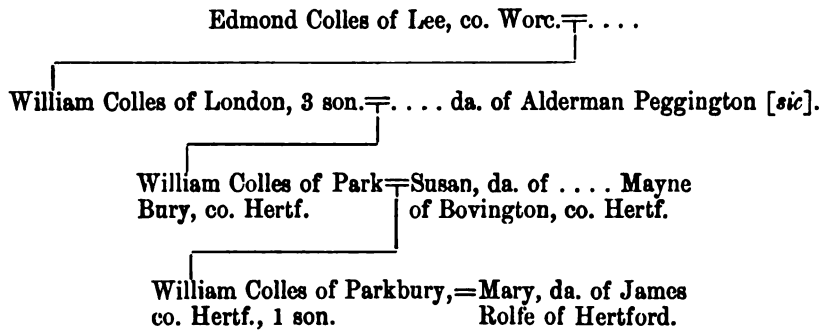 Edmond Colles of Lee, co. Worc.=. . . .
William Colles of London, 3 son.=. . . . da. of Alderman Peggington [sic].
William Colles of Park=Susan, da. of . . . . Mayne
Bury, co. Hertf. of Bovington, co. Hertf.
William Colles of Parkbury,=Mary, da. of James
co. Hertf., 1 son. Rolfe of Hertford.